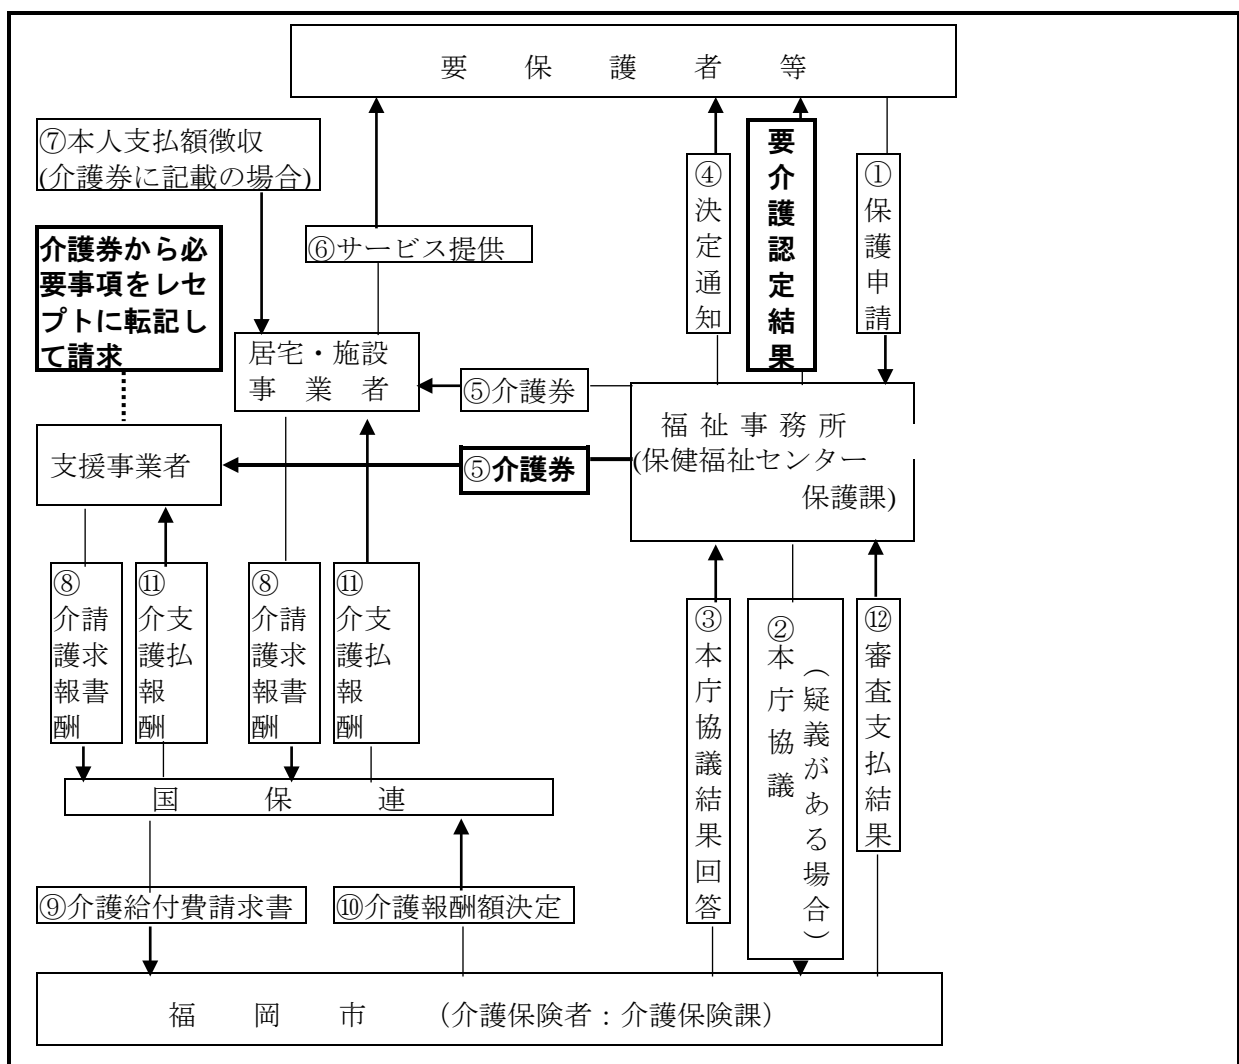 要 保 護 者 等
⑦本人支払額徴収
(介護券に記載の場合)
介護券から必
要事項をレセ
プトに転記し
て請求
⑥サービス提供
④決定通知
要介護認定結果
①保護申請
居宅・施設
事 業 者
⑤介護券
支援事業者
⑤介護券
福 祉 事 務 所
(保健福祉センター
保護課)
⑧
介請
護求
報書
酬
⑪
介支
護払
報
酬
⑧
介請
護求
報書
酬
⑪
介支
護払
報
酬
③本庁協議結果回答
②本庁協議
（疑義がある場合）
⑫審査支払結果
国 保 連
⑨介護給付費請求書
⑩介護報酬額決定
福 岡 市 （介護保険者：介護保険課）